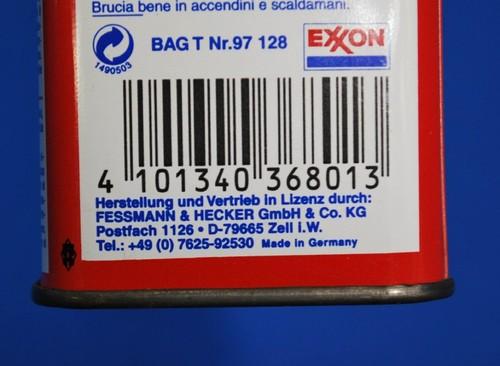 Brucia bene in accendini e scaldamani.
BAG T Nr. 97 128
EXXON
1490503
4 101340 368013
Herstellung und Vertrieb in Lizenz durch:
FESSMANN & HECKER GmbH & Co. KG
Postfach 1126 • D-79665 Zell i.W.
Tel.: +49 (0) 7625-92530 Made in Germany